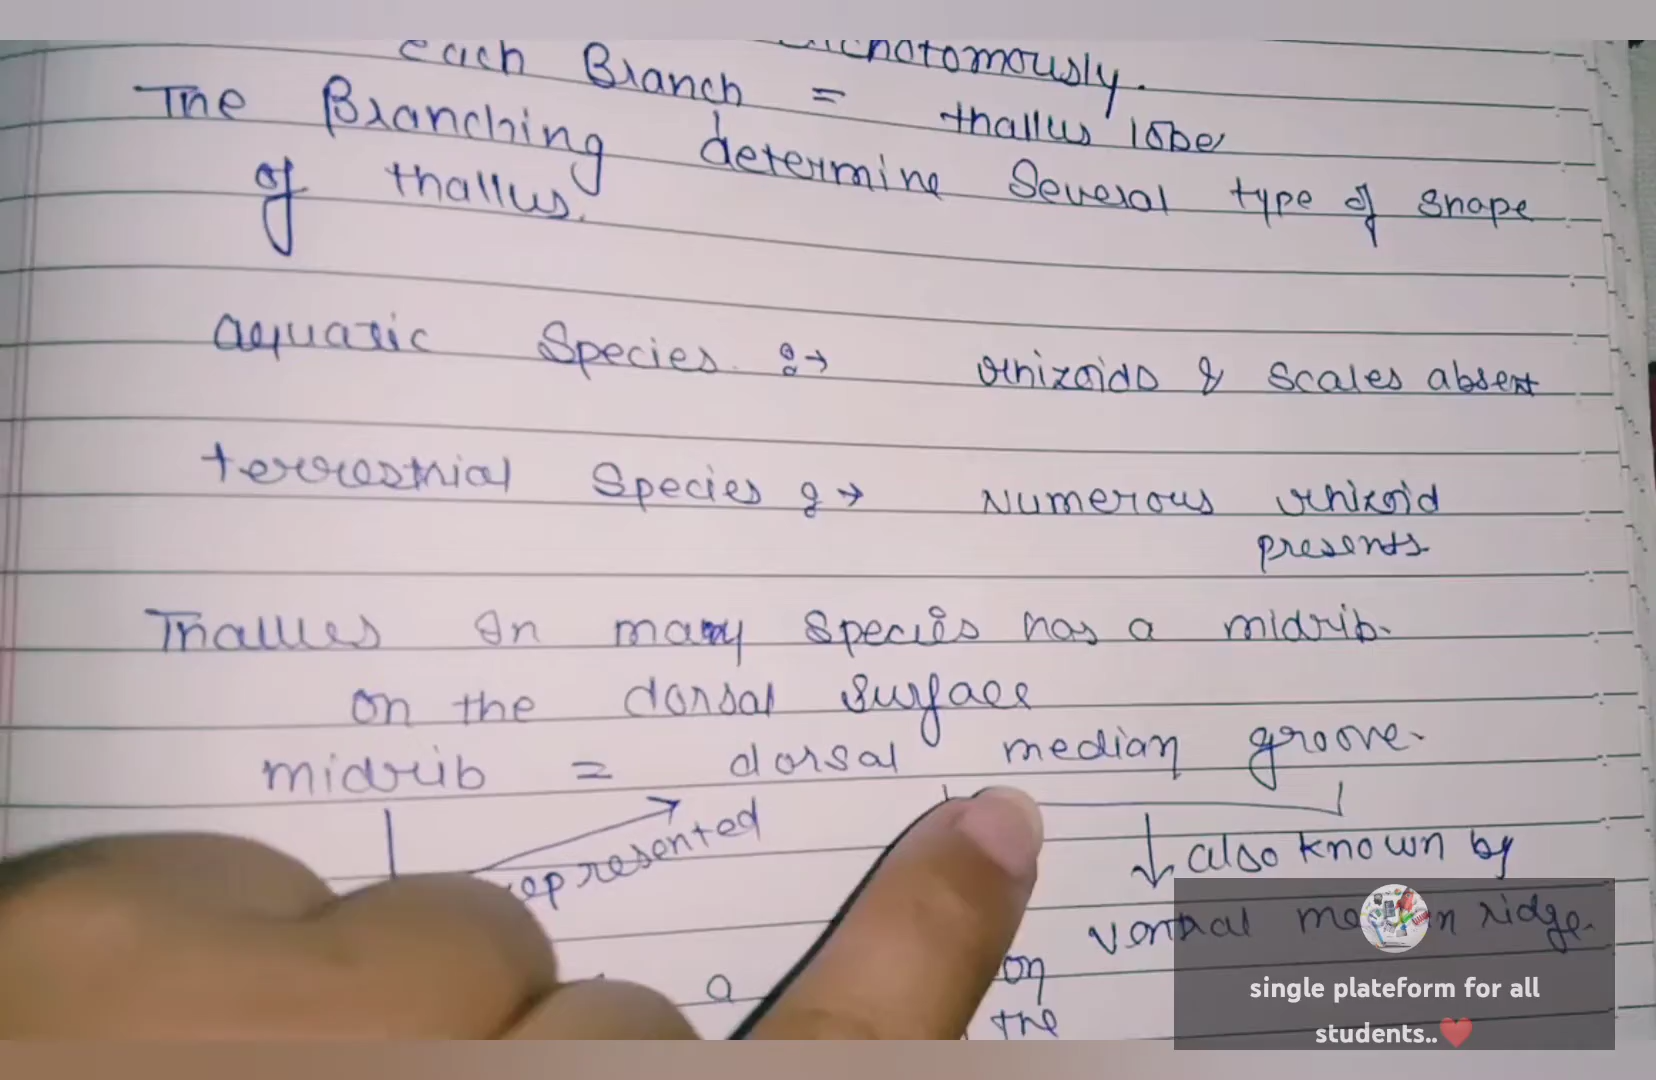 each Branch = thallus lobe
dichotomously.
The Branching determine several type of shape
of thallus.
aquatic species :→ rhizoids & scales absent
terrestrial species :→ Numerous rhizoid
presents
Thalles in many species has a midrib.
on the dorsal surface
midrib = dorsal median groove.
represented
also known by
ventral median ridge.
a on
the
single plateform for all
students..❤️